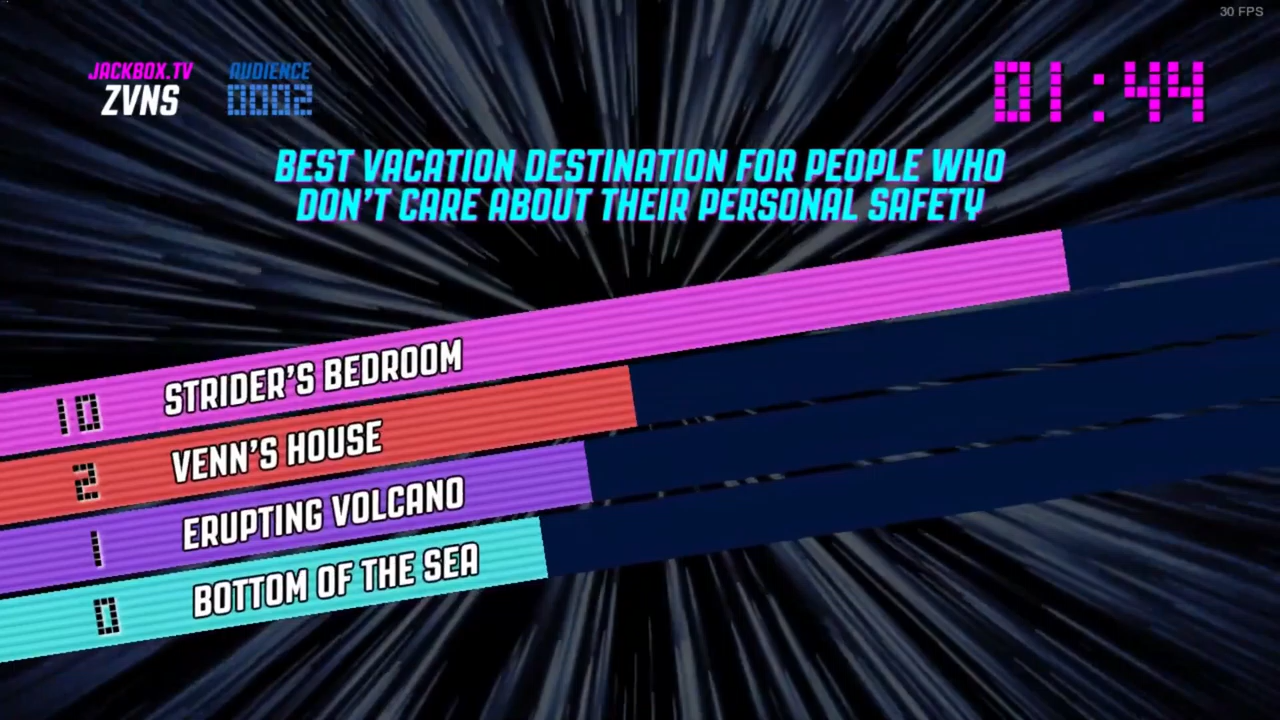 30 FPS
JACKBOX.TV
ZVNS
AUDIENCE
0002
01:44
BEST VACATION DESTINATION FOR PEOPLE WHO
DON'T CARE ABOUT THEIR PERSONAL SAFETY
10 STRIDER'S BEDROOM
2 VENN'S HOUSE
1 ERUPTING VOLCANO
0 BOTTOM OF THE SEA